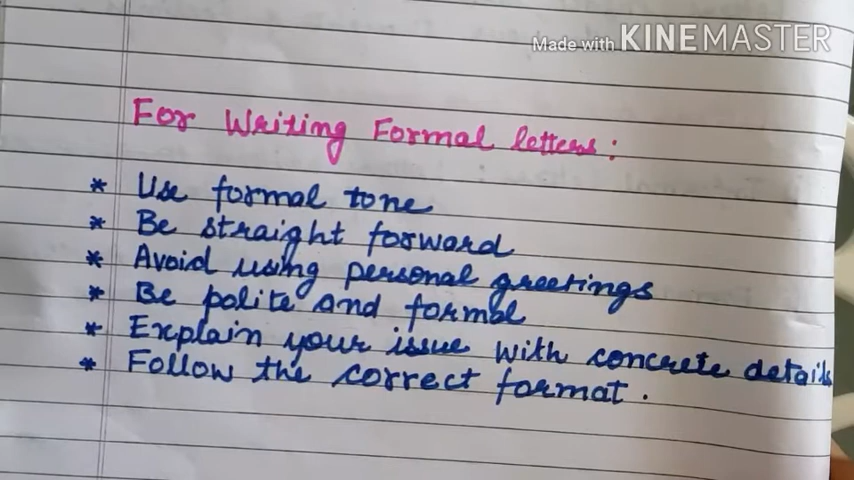 Made with KINEMASTER
For Writing Formal letters:
* Use formal tone
* Be straight forward
* Avoid using personal greetings
* Be polite and formal
* Explain your issue with concrete details
* Follow the correct format.